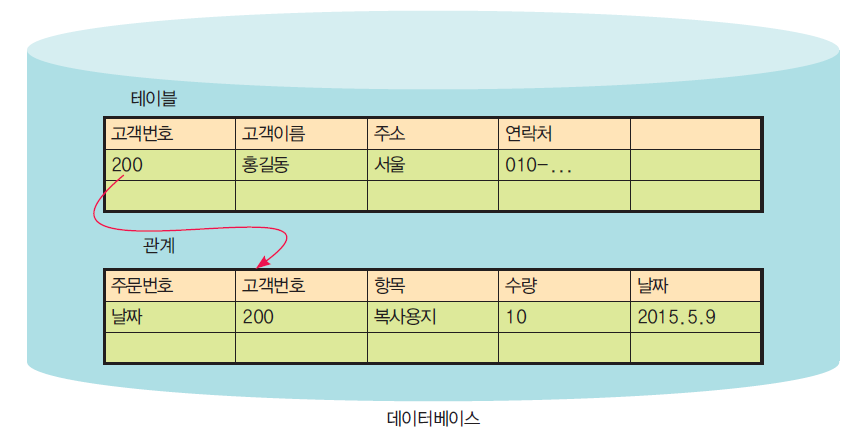 테이블
고객번호 고객이름 주소 연락처
200 홍길동 서울 010-...
관계
주문번호 고객번호 항목 수량 날짜
날짜 200 복사용지 10 2015.5.9
데이터베이스